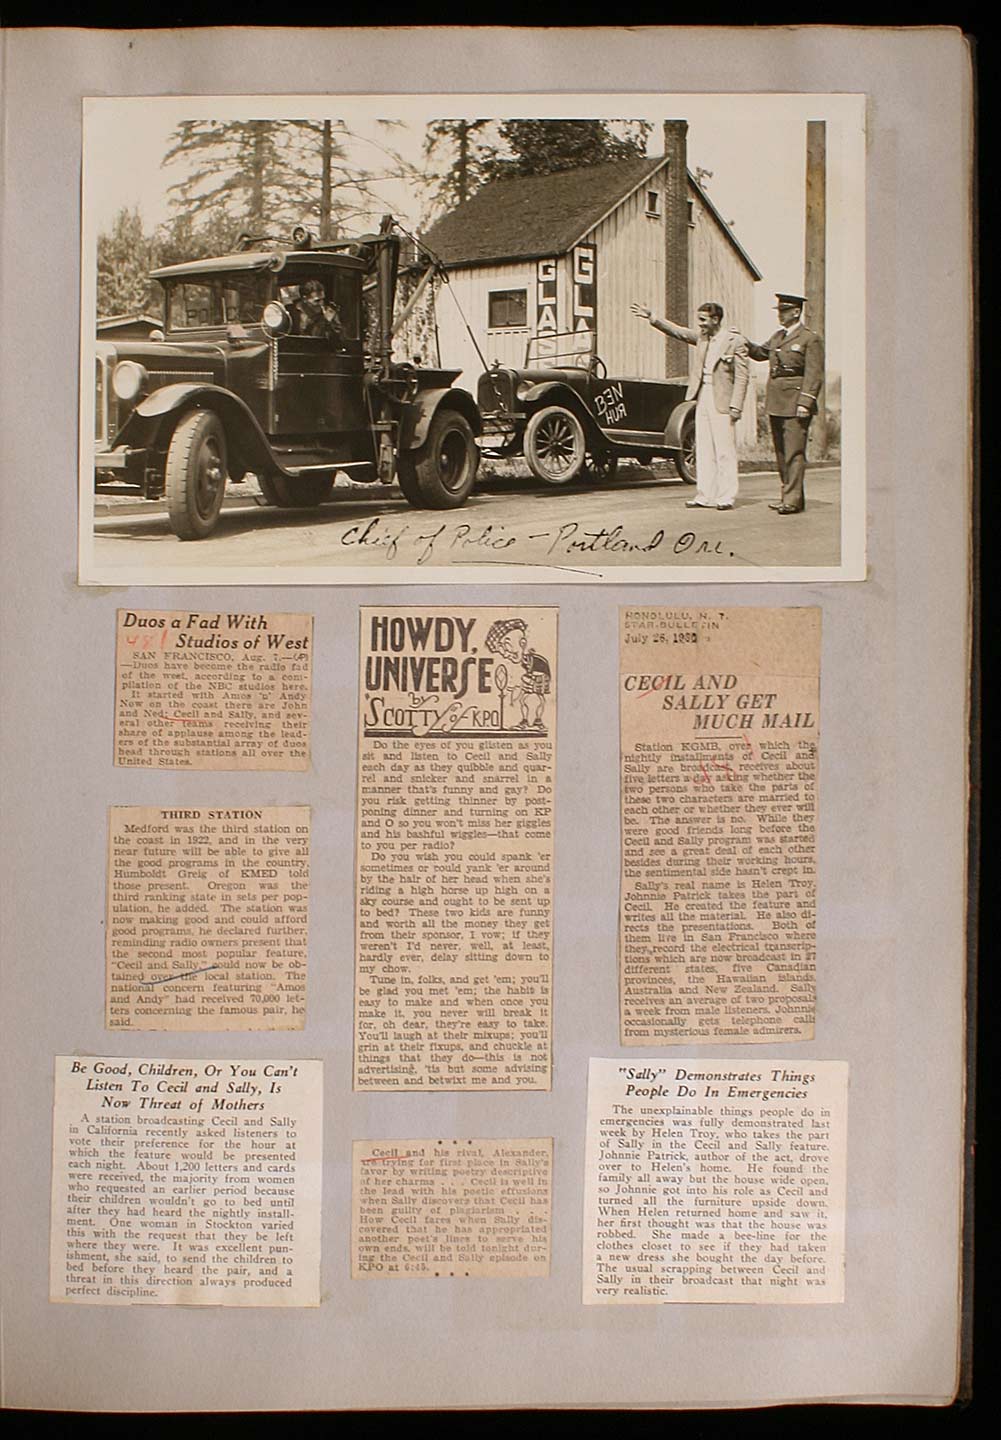 POLICE
GLASS
GLA
BEN
HUR
Chief of Police – Portland Ore.
Duos a Fad With
Studios of West
SAN FRANCISCO, Aug. 7.—(AP)
—Duos have become the radio fad
of the west, according to a com-
pilation of the NBC studios here.
It started with Amos 'n' Andy
Now on the coast there are John
and Ned; Cecil and Sally, and sev-
eral other teams receiving their
share of applause among the lead-
ers of the substantial array of duos
head through stations all over the
United States.
THIRD STATION
Medford was the third station on
the coast in 1922, and in the very
near future will be able to give all
the good programs in the country,
Humboldt Greig of KMED told
those present. Oregon was the
third ranking state in sets per pop-
ulation, he added. The station was
now making good and could afford
good programs, he declared further,
reminding radio owners present that
the second most popular feature,
"Cecil and Sally," could now be ob-
tained over the local station. The
national concern featuring "Amos
and Andy" had received 70,000 let-
ters concerning the famous pair, he
said.
Be Good, Children, Or You Can't
Listen To Cecil and Sally, Is
Now Threat of Mothers
A station broadcasting Cecil and Sally
in California recently asked listeners to
vote their preference for the hour at
which the feature would be presented
each night. About 1,200 letters and cards
were received, the majority from women
who requested an earlier period because
their children wouldn't go to bed until
after they had heard the nightly install-
ment. One woman in Stockton varied
this with the request that they be left
where they were. It was excellent pun-
ishment, she said, to send the children to
bed before they heard the pair, and a
threat in this direction always produced
perfect discipline.
HOWDY,
UNIVERSE
by
SCOTTY of KPO
Do the eyes of you glisten as you
sit and listen to Cecil and Sally
each day as they quibble and quar-
rel and snicker and snarrel in a
manner that's funny and gay? Do
you risk getting thinner by post-
poning dinner and turning on KP
and O so you won't miss her giggles
and his bashful wiggles—that come
to you per radio?
Do you wish you could spank 'er
sometimes or could yank 'er around
by the hair of her head when she's
riding a high horse up high on a
sky course and ought to be sent up
to bed? These two kids are funny
and worth all the money they get
from their sponsor, I vow; if they
weren't I'd never, well, at least,
hardly ever, delay sitting down to
my chow.
Tune in, folks, and get 'em; you'll
be glad you met 'em; the habit is
easy to make and when once you
make it, you never will break it
for, oh dear, they're easy to take.
You'll laugh at their mixups; you'll
grin at their fixups, and chuckle at
things that they do—this is not
advertising, 'tis but some advising
between and betwixt me and you.
* * *
Cecil and his rival, Alexander,
are trying for first place in Sally's
favor by writing poetry descriptive
of her charms . . . Cecil is well in
the lead with his poetic effusions
when Sally discovers that Cecil has
been guilty of plagiarism . . . .
How Cecil fares when Sally dis-
covered that he has appropriated
another poet's lines to serve his
own ends, will be told tonight dur-
ing the Cecil and Sally episode on
KPO at 6:45.
* * *
HONOLULU, H. T.
STAR-BULLETIN
July 26, 1932
CECIL AND
SALLY GET
MUCH MAIL
Station KGMB, over which the
nightly installments of Cecil and
Sally are broadcast, receives about
five letters a day asking whether the
two persons who take the parts of
these two characters are married to
each other or whether they ever will
be. The answer is no. While they
were good friends long before the
Cecil and Sally program was started
and see a great deal of each other
besides during their working hours,
the sentimental side hasn't crept in.
Sally's real name is Helen Troy.
Johnnie Patrick takes the part of
Cecil. He created the feature and
writes all the material. He also di-
rects the presentations. Both of
them live in San Francisco where
they record the electrical transcrip-
tions which are now broadcast in 27
different states, five Canadian
provinces, the Hawaiian islands,
Australia and New Zealand. Sally
receives an average of two proposals
a week from male listeners. Johnnie
occasionally gets telephone calls
from mysterious female admirers.
"Sally" Demonstrates Things
People Do In Emergencies
The unexplainable things people do in
emergencies was fully demonstrated last
week by Helen Troy, who takes the part
of Sally in the Cecil and Sally feature.
Johnnie Patrick, author of the act, drove
over to Helen's home. He found the
family all away but the house wide open,
so Johnnie got into his role as Cecil and
turned all the furniture upside down.
When Helen returned home and saw it,
her first thought was that the house was
robbed. She made a bee-line for the
clothes closet to see if they had taken
a new dress she bought the day before.
The usual scrapping between Cecil and
Sally in their broadcast that night was
very realistic.